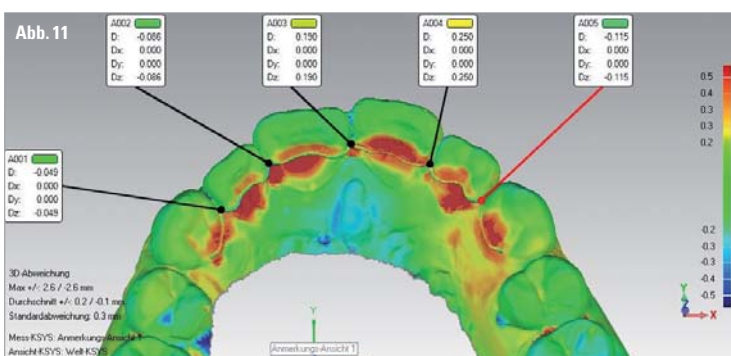 Abb. 11
A002
D: -0.086
Dx: 0.000
Dy: 0.000
Dz: -0.086
A003
D: 0.190
Dx: 0.000
Dy: 0.000
Dz: 0.190
A004
D: 0.250
Dx: 0.000
Dy: 0.000
Dz: 0.250
A005
D: -0.115
Dx: 0.000
Dy: 0.000
Dz: -0.115
A001
D: -0.049
Dx: 0.000
Dy: 0.000
Dz: -0.049
0.5
0.4
0.3
0.3
0.2
-0.2
-0.3
-0.3
-0.4
-0.5
3D-Abweichung
Max +/-: 2.6 / -2.6 mm
Durchschnitt +/-: 0.2 / -0.1 mm
Standardabweichung: 0.3 mm
Mess-KSYS: Anmerkungs-Ansicht 1
Ansicht-KSYS: Welt-KSYS
Y
Anmerkungs-Ansicht 1
Y
Z
X